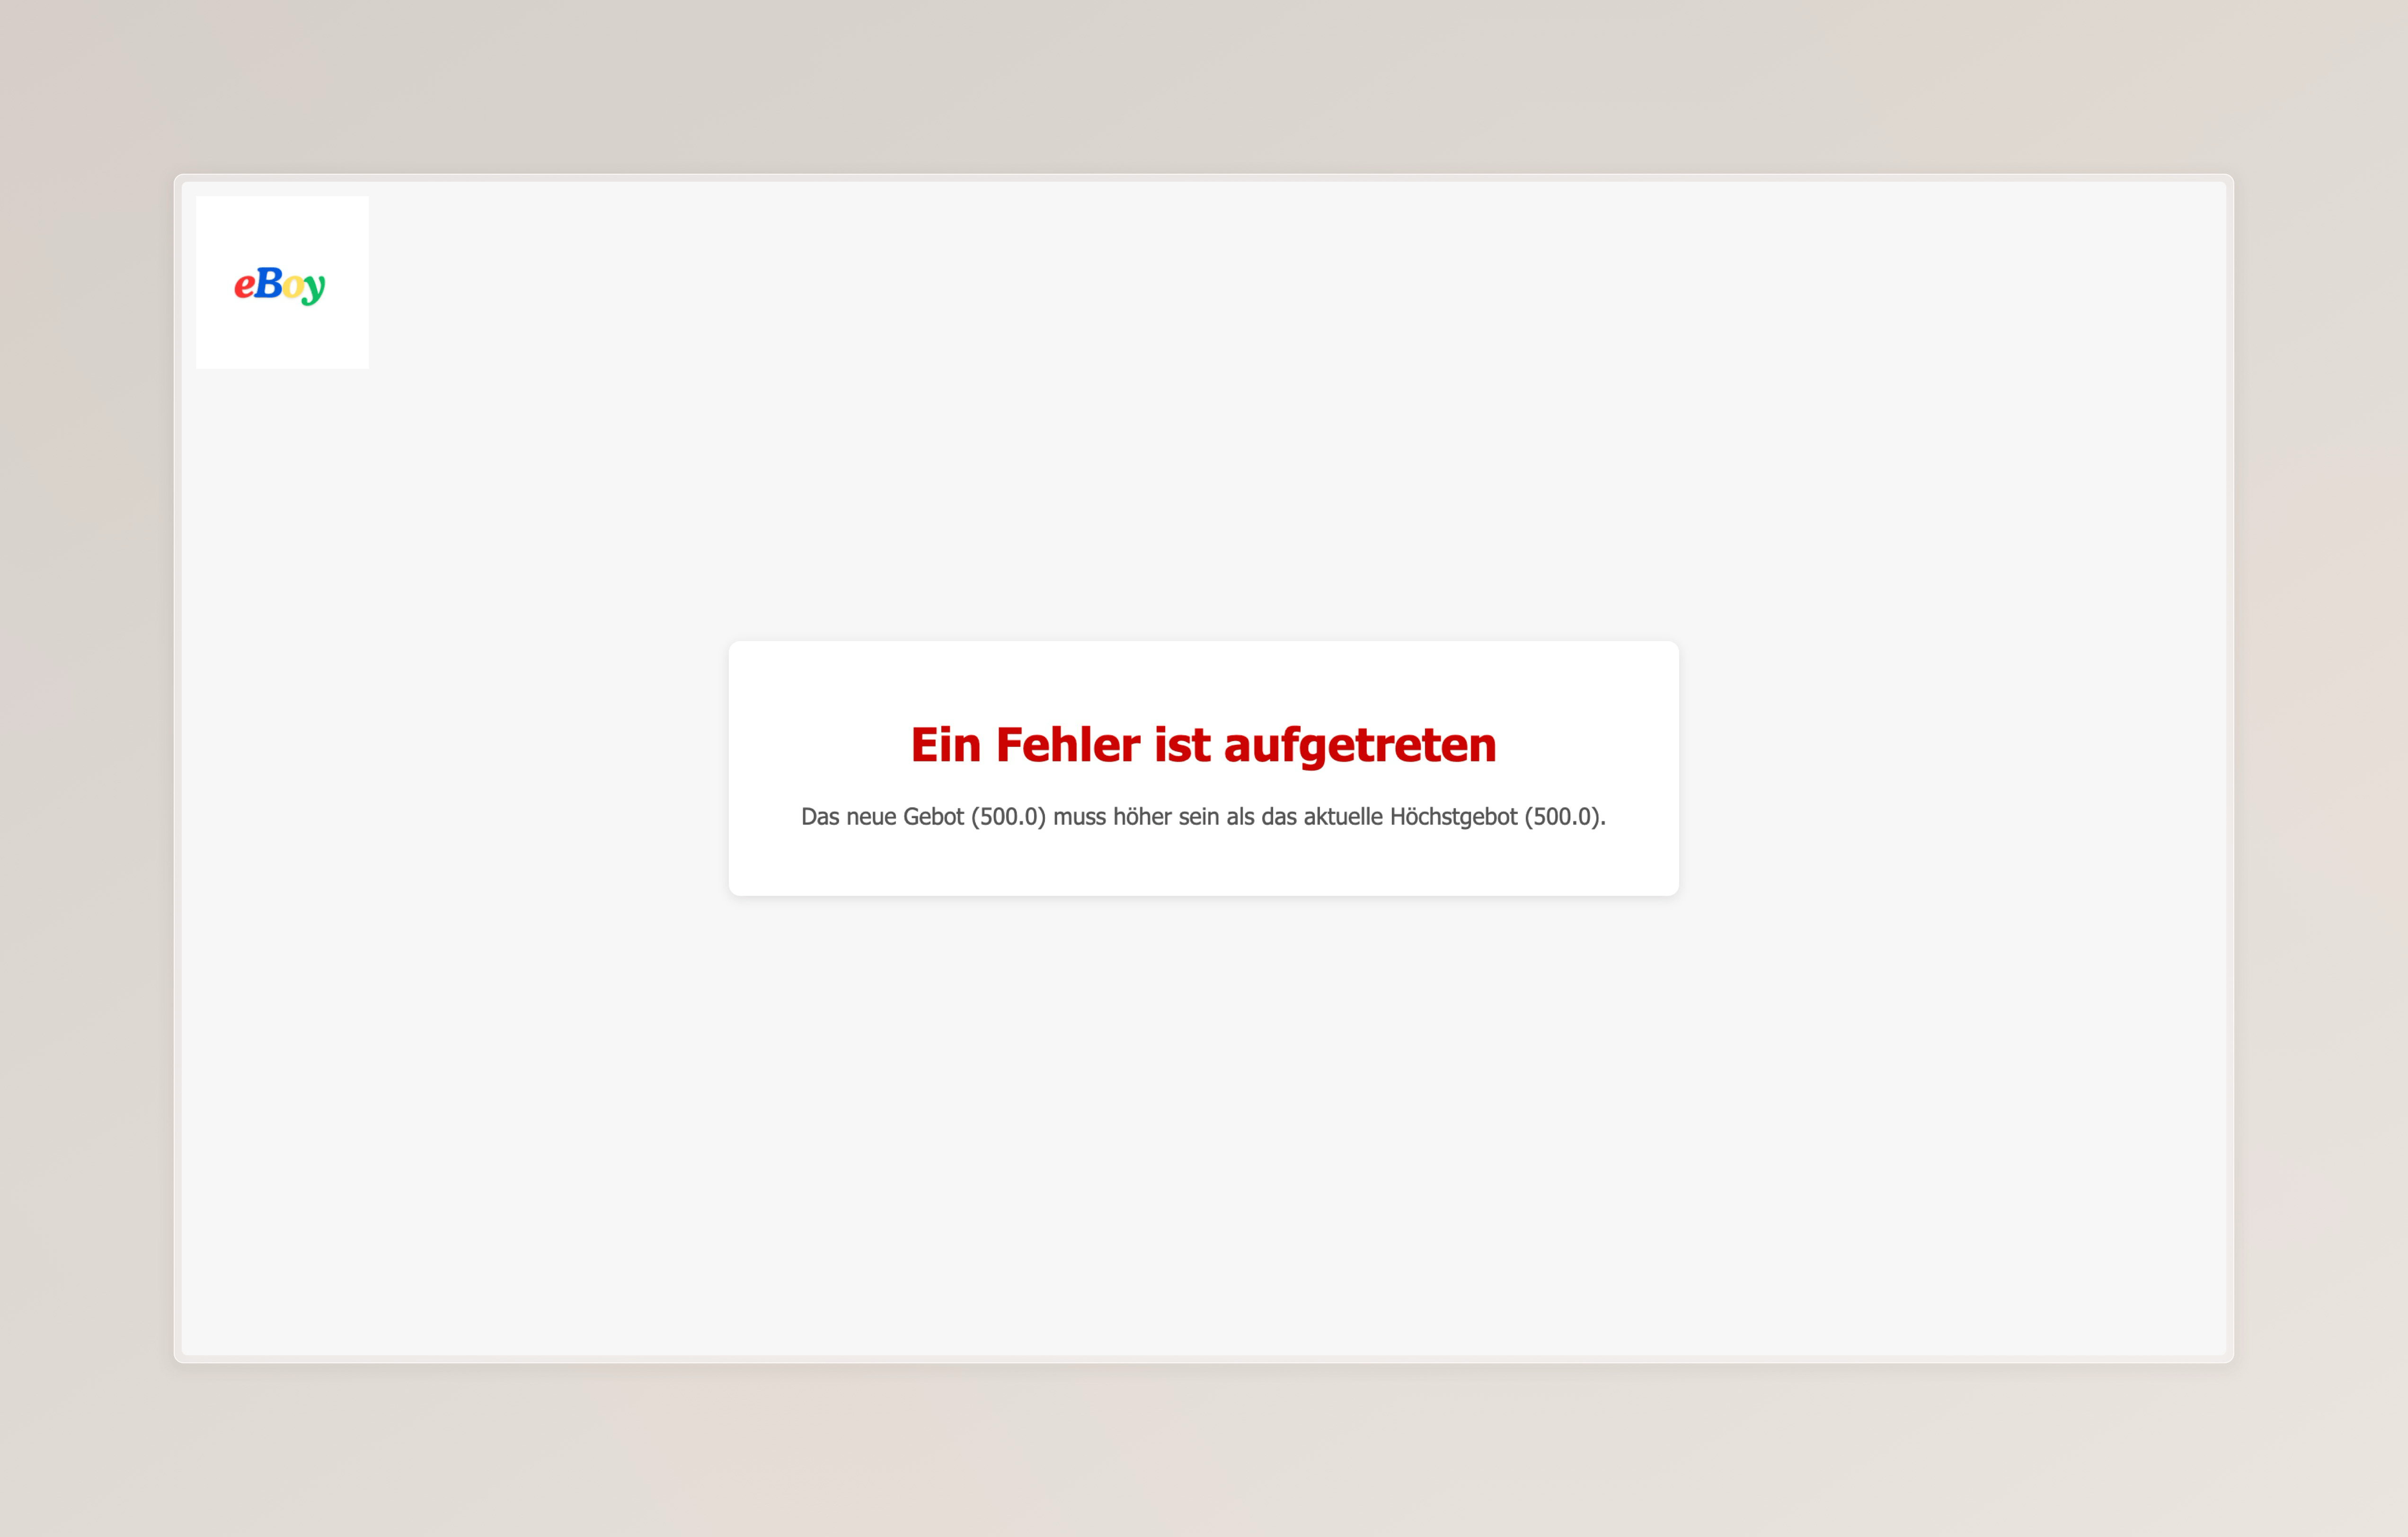 eBoy
Ein Fehler ist aufgetreten
Das neue Gebot (500.0) muss höher sein als das aktuelle Höchstgebot (500.0).